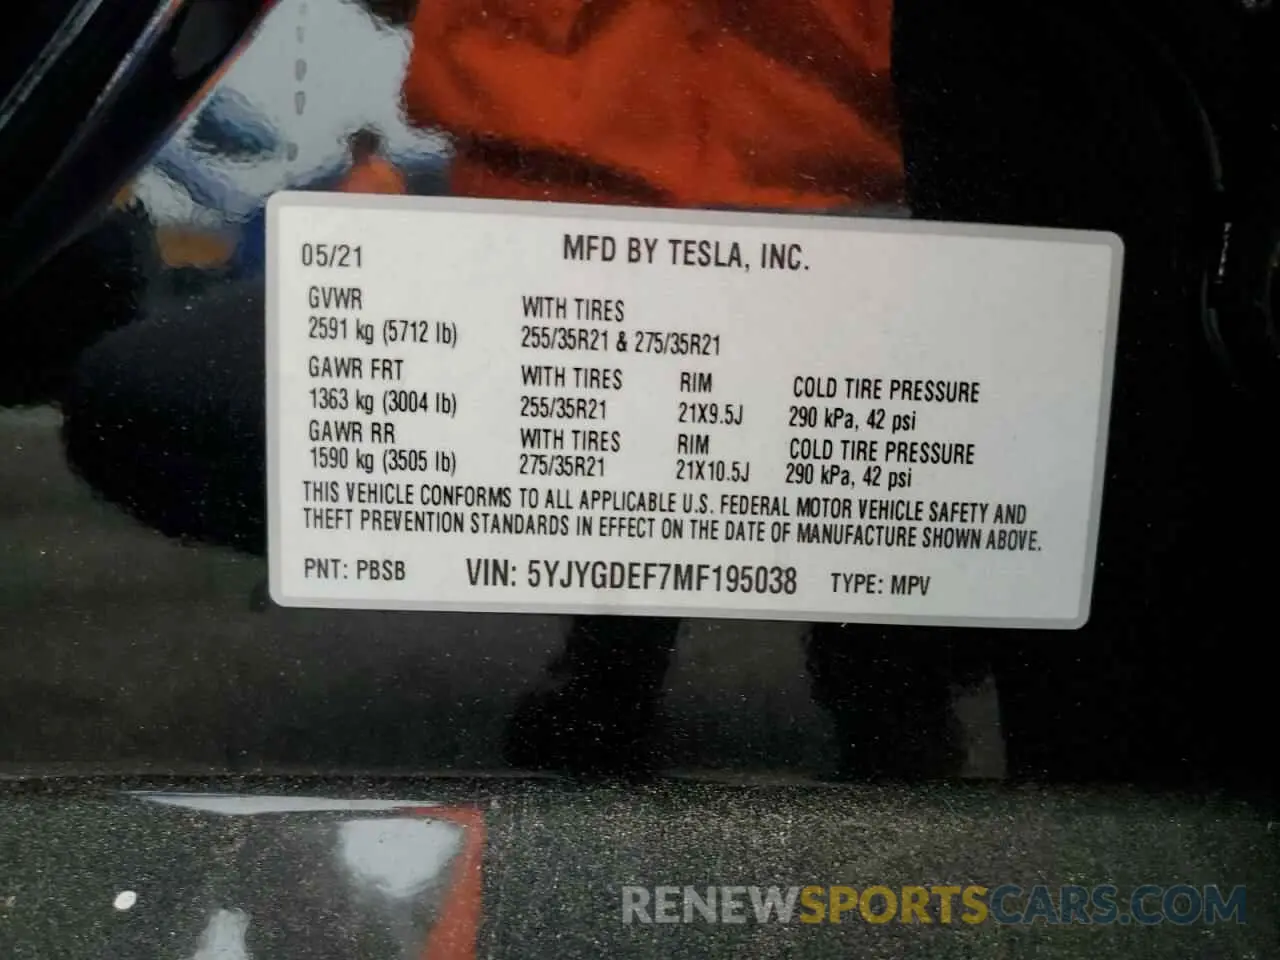 05/21 MFD BY TESLA, INC.
GVWR WITH TIRES
2591 kg (5712 lb) 255/35R21 & 275/35R21
GAWR FRT WITH TIRES RIM COLD TIRE PRESSURE
1363 kg (3004 lb) 255/35R21 21X9.5J 290 kPa, 42 psi
GAWR RR WITH TIRES RIM COLD TIRE PRESSURE
1590 kg (3505 lb) 275/35R21 21X10.5J 290 kPa, 42 psi
THIS VEHICLE CONFORMS TO ALL APPLICABLE U.S. FEDERAL MOTOR VEHICLE SAFETY AND
THEFT PREVENTION STANDARDS IN EFFECT ON THE DATE OF MANUFACTURE SHOWN ABOVE.
PNT: PBSB VIN: 5YJYGDEF7MF195038 TYPE: MPV
RENEWSPORTSCARS.COM